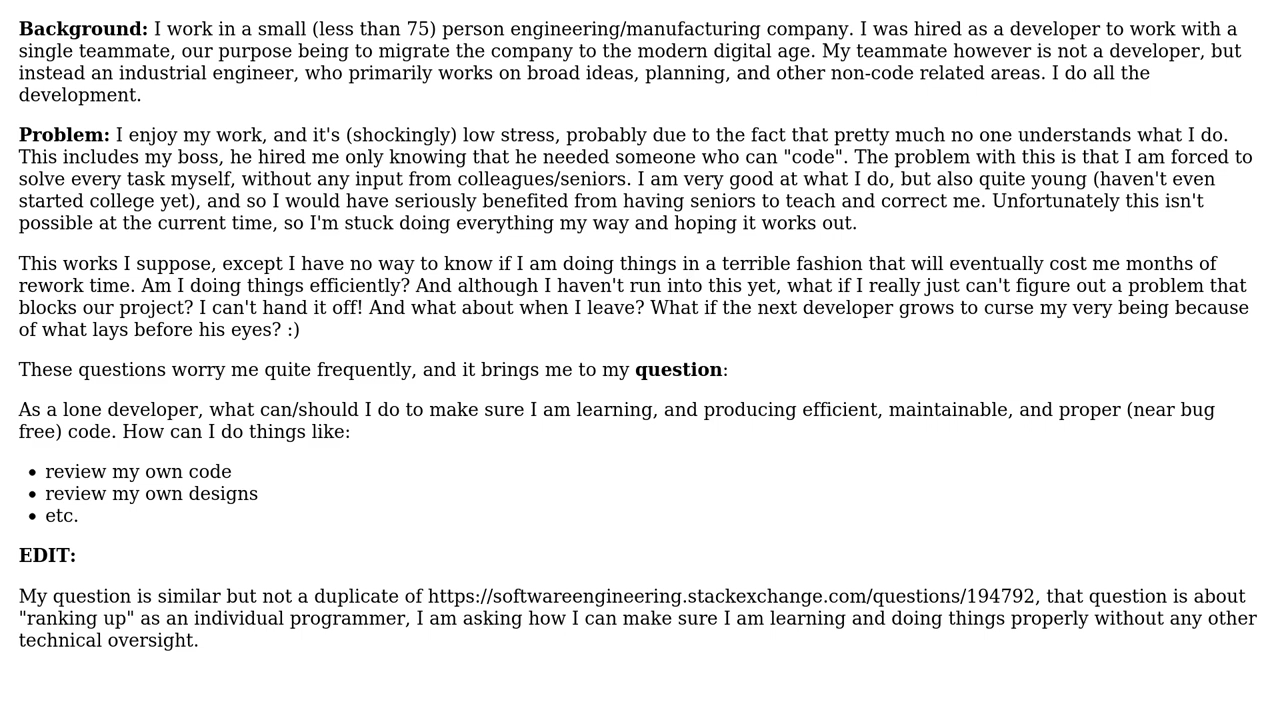 Background: I work in a small (less than 75) person engineering/manufacturing company. I was hired as a developer to work with a
single teammate, our purpose being to migrate the company to the modern digital age. My teammate however is not a developer, but
instead an industrial engineer, who primarily works on broad ideas, planning, and other non-code related areas. I do all the
development.
Problem: I enjoy my work, and it's (shockingly) low stress, probably due to the fact that pretty much no one understands what I do.
This includes my boss, he hired me only knowing that he needed someone who can "code". The problem with this is that I am forced to
solve every task myself, without any input from colleagues/seniors. I am very good at what I do, but also quite young (haven't even
started college yet), and so I would have seriously benefited from having seniors to teach and correct me. Unfortunately this isn't
possible at the current time, so I'm stuck doing everything my way and hoping it works out.
This works I suppose, except I have no way to know if I am doing things in a terrible fashion that will eventually cost me months of
rework time. Am I doing things efficiently? And although I haven't run into this yet, what if I really just can't figure out a problem that
blocks our project? I can't hand it off! And what about when I leave? What if the next developer grows to curse my very being because
of what lays before his eyes? :)
These questions worry me quite frequently, and it brings me to my question:
As a lone developer, what can/should I do to make sure I am learning, and producing efficient, maintainable, and proper (near bug
free) code. How can I do things like:
• review my own code
• review my own designs
• etc.
EDIT:
My question is similar but not a duplicate of https://softwareengineering.stackexchange.com/questions/194792, that question is about
"ranking up" as an individual programmer, I am asking how I can make sure I am learning and doing things properly without any other
technical oversight.